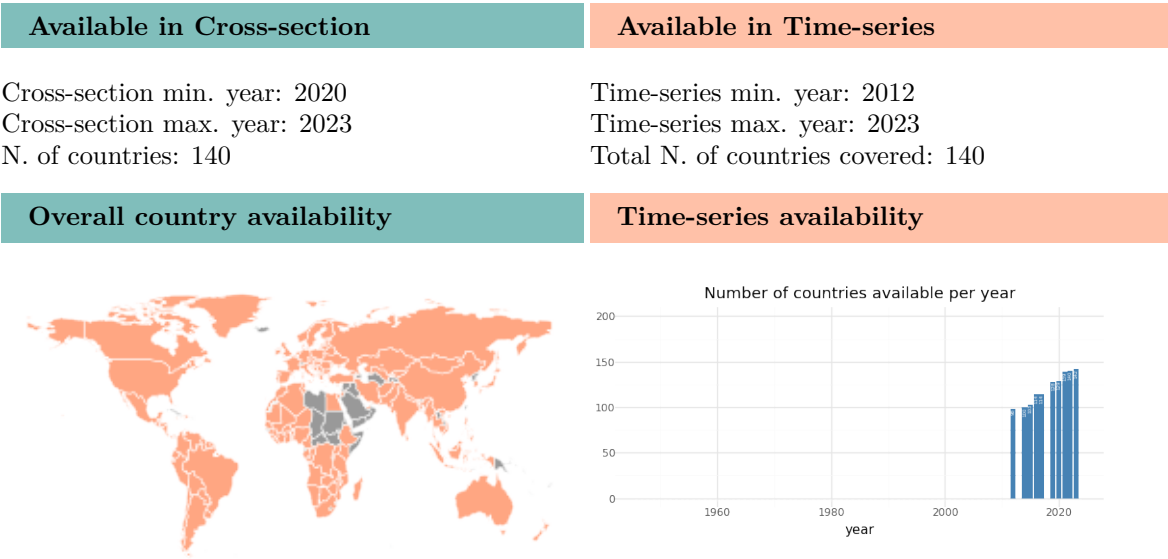 Available in Cross-section
Available in Time-series
Cross-section min. year: 2020
Cross-section max. year: 2023
N. of countries: 140
Time-series min. year: 2012
Time-series max. year: 2023
Total N. of countries covered: 140
Overall country availability
Time-series availability
Number of countries available per year
200
150
100
50
0
1960
1980
2000
2020
year